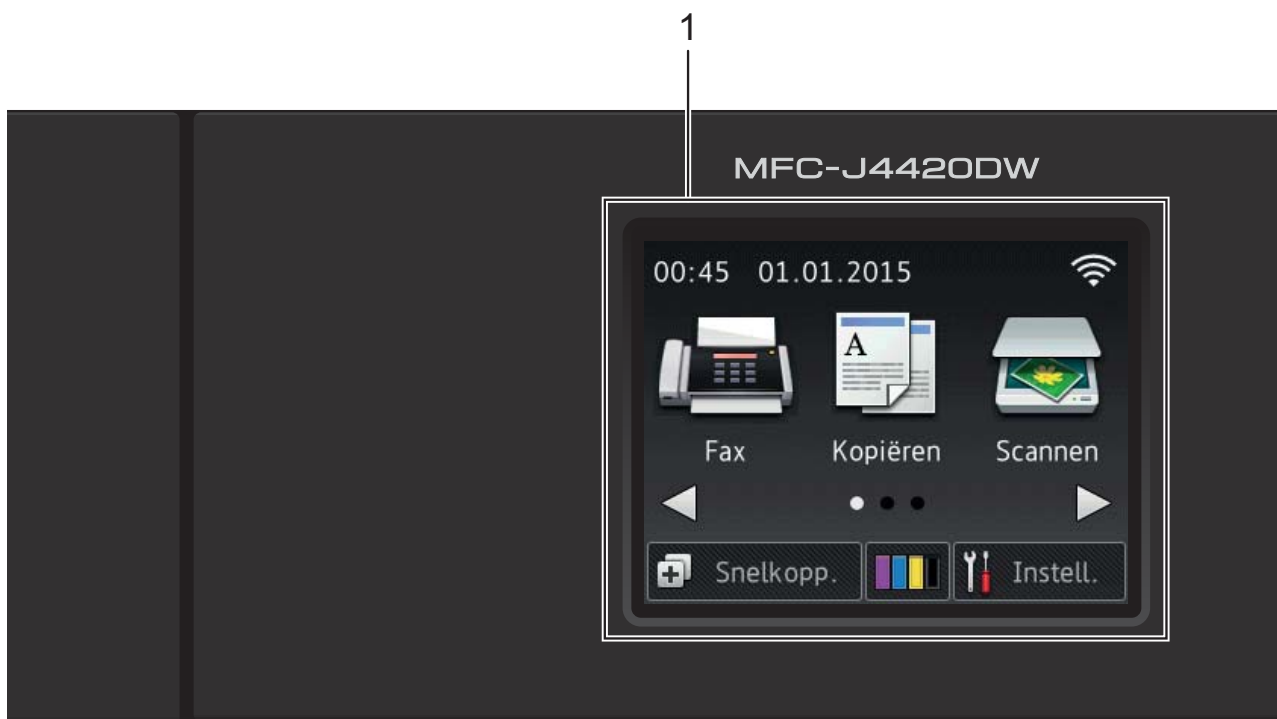 1
MFC-J4420DW
00:45 01.01.2015
A
Fax Kopiëren Scannen
Snelkopp. Instell.